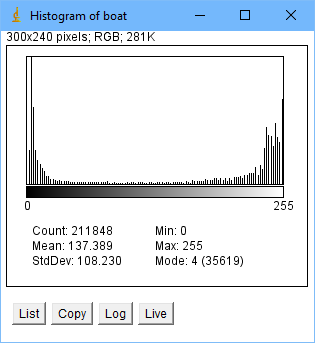 Histogram of boat
300x240 pixels; RGB; 281K
0 255
Count: 211848 Min: 0
Mean: 137.389 Max: 255
StdDev: 108.230 Mode: 4 (35619)
List Copy Log Live